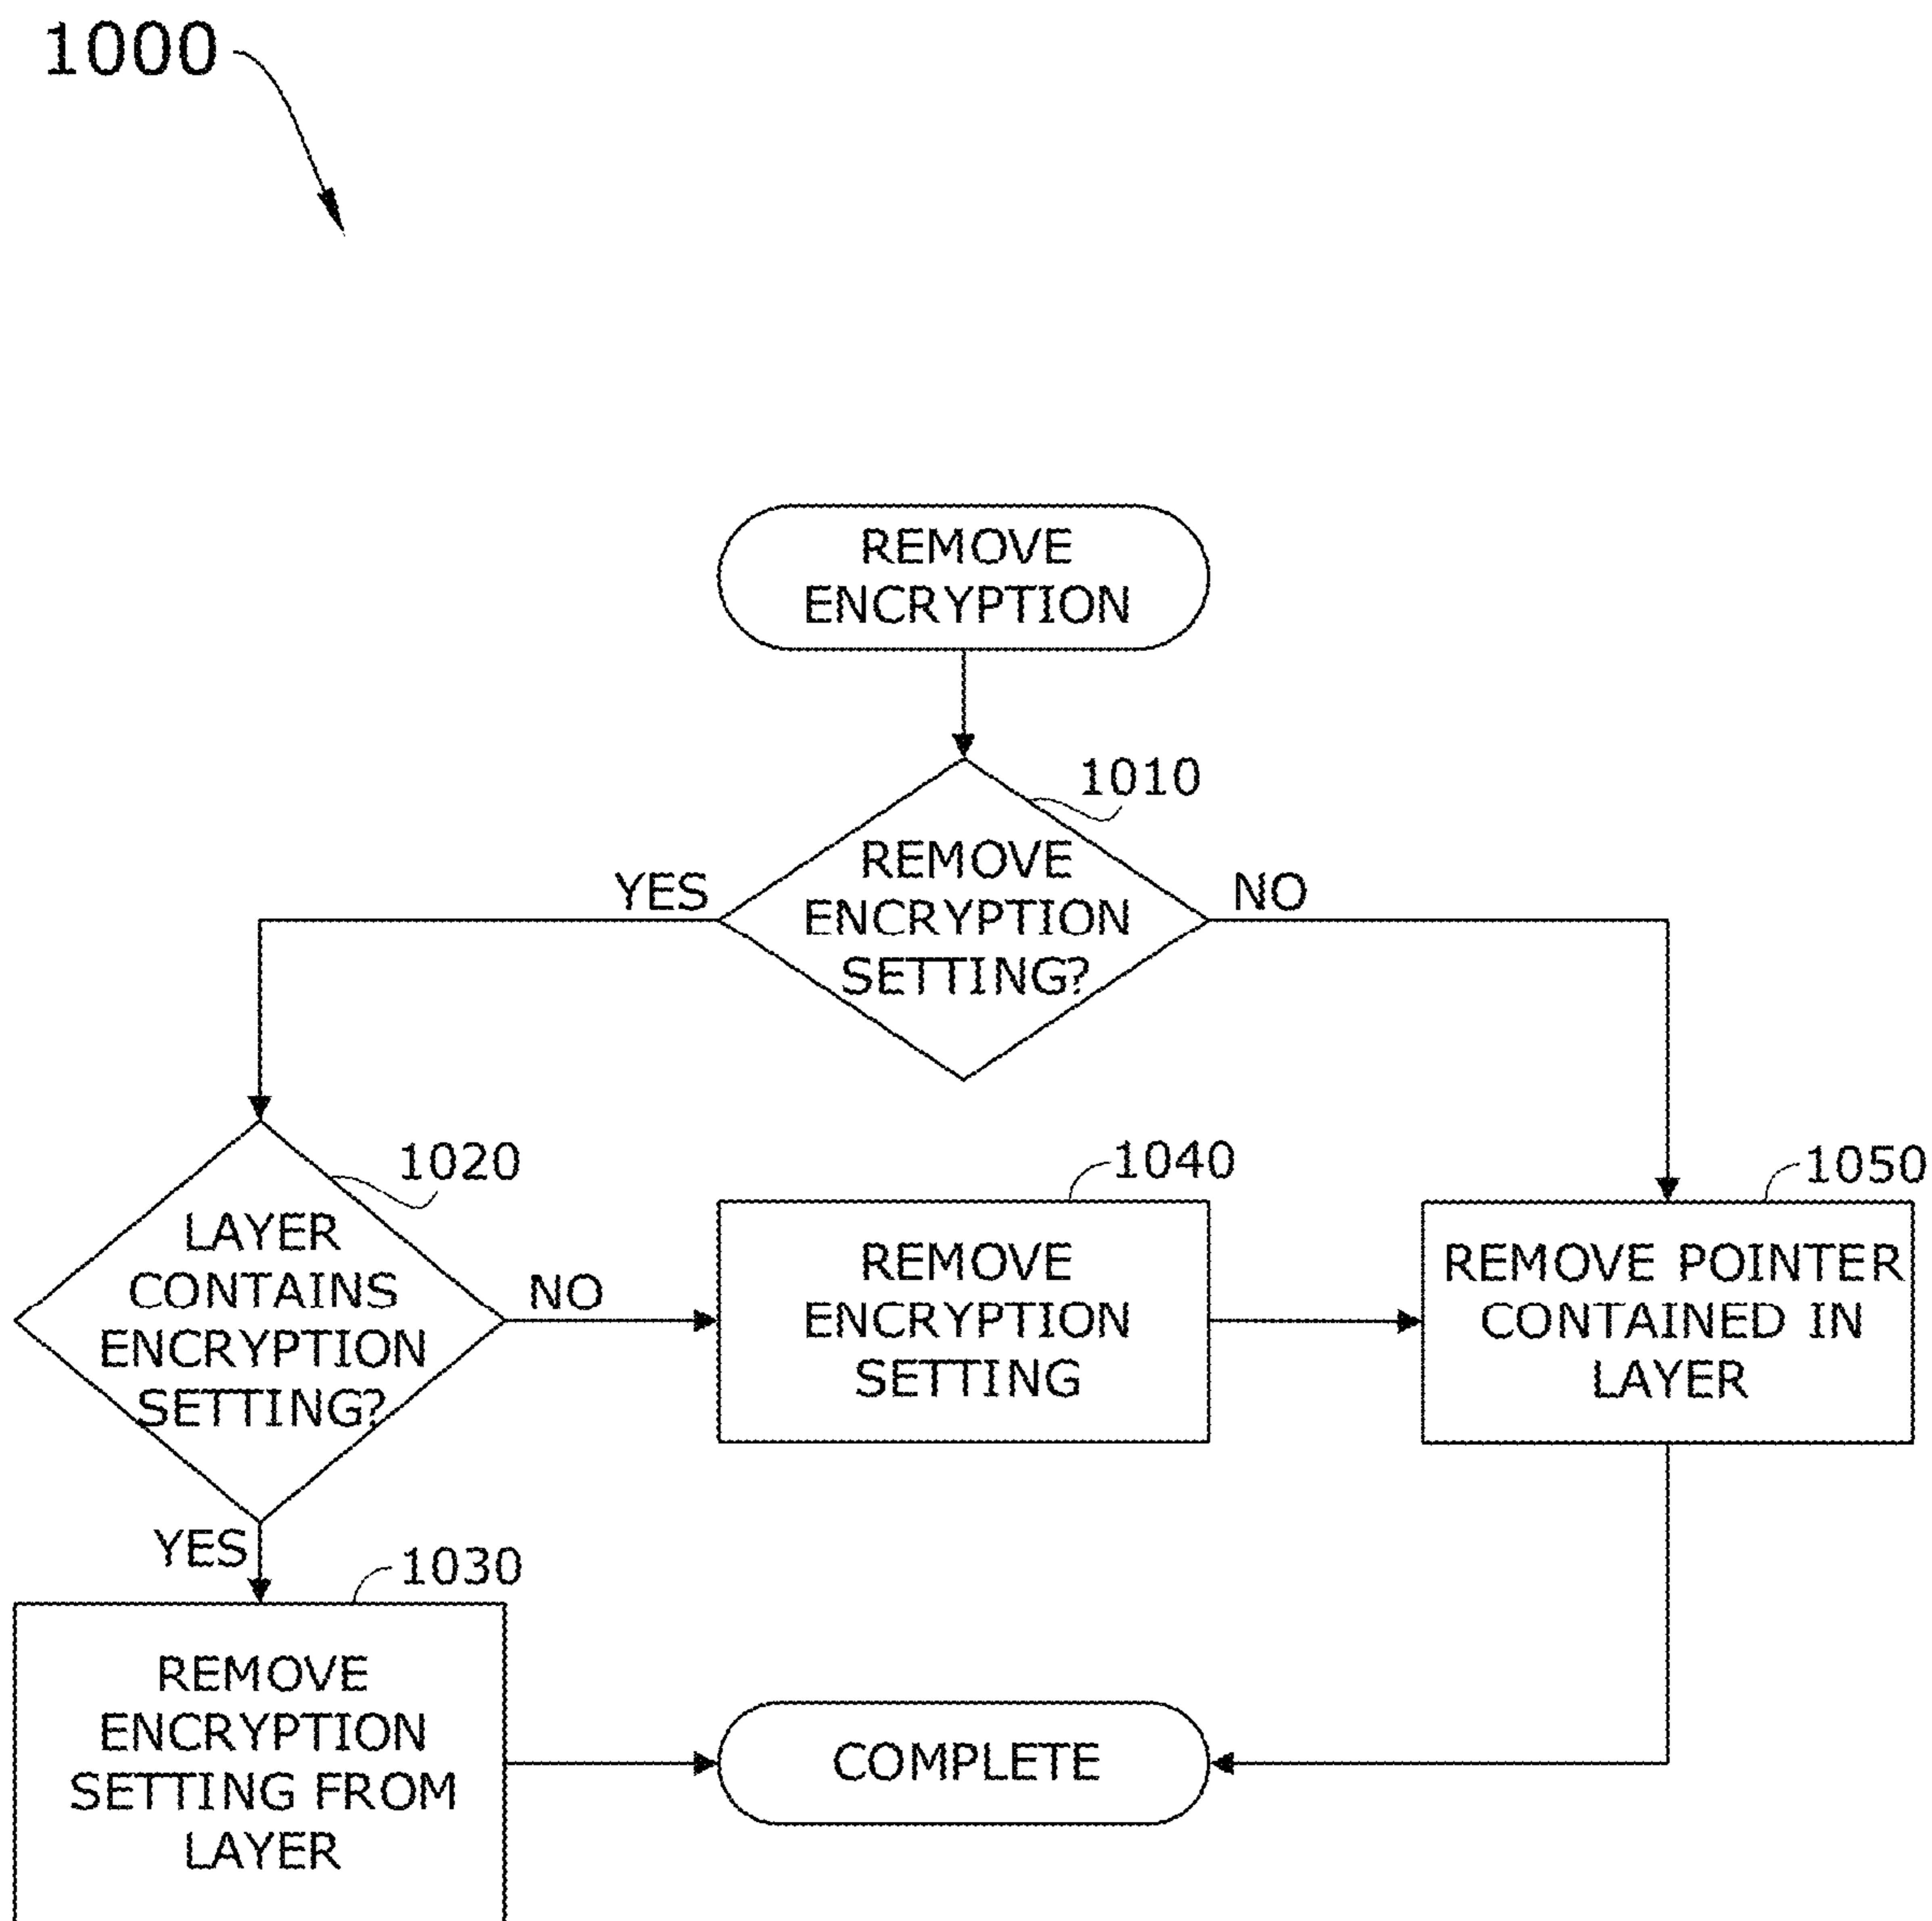 1000
REMOVE
ENCRYPTION
1010
REMOVE
ENCRYPTION
SETTING?
YES
NO
1020
LAYER
CONTAINS
ENCRYPTION
SETTING?
NO
YES
1040
REMOVE
ENCRYPTION
SETTING
1050
REMOVE POINTER
CONTAINED IN
LAYER
1030
REMOVE
ENCRYPTION
SETTING FROM
LAYER
COMPLETE